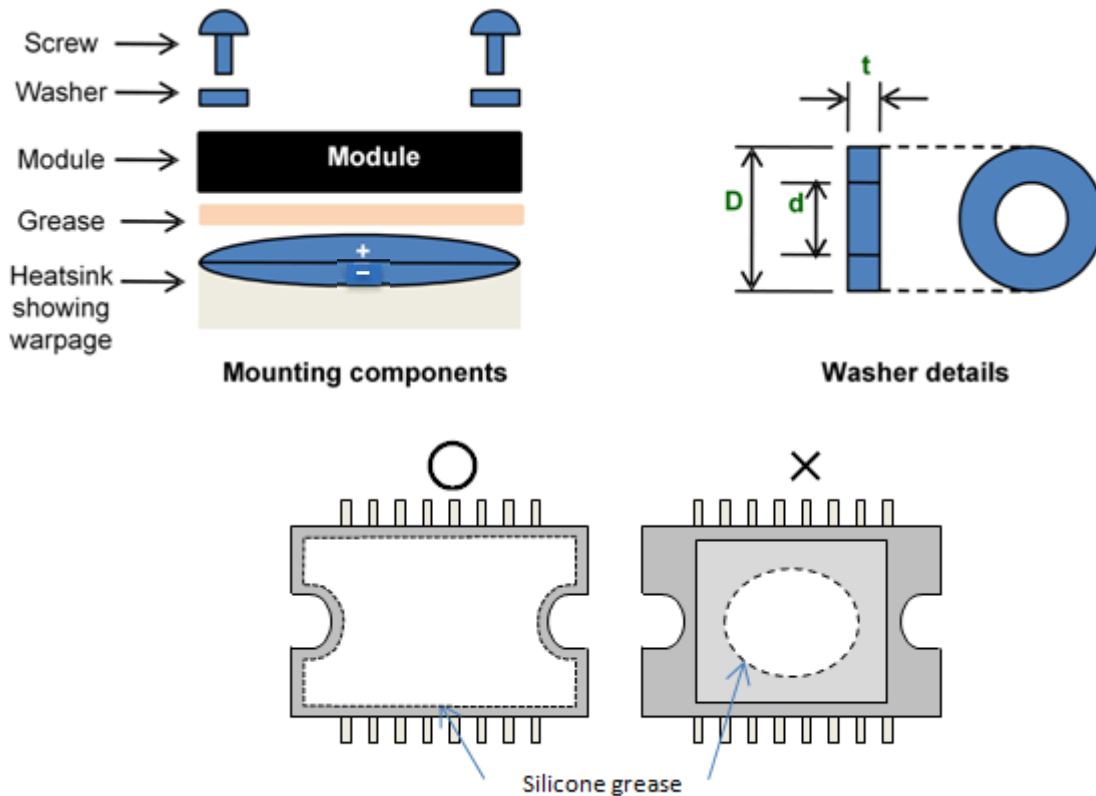 Screw
Washer
Module
Module
Grease
+
−
Heatsink
showing
warpage
Mounting components
t
D
d
Washer details
Silicone grease